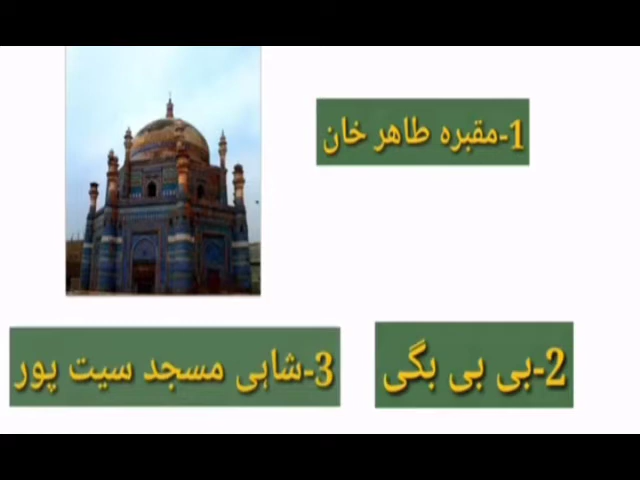 1-مقبرہ طاھر خان
2-بی بی بگی
3-شاہی مسجد سیت پور